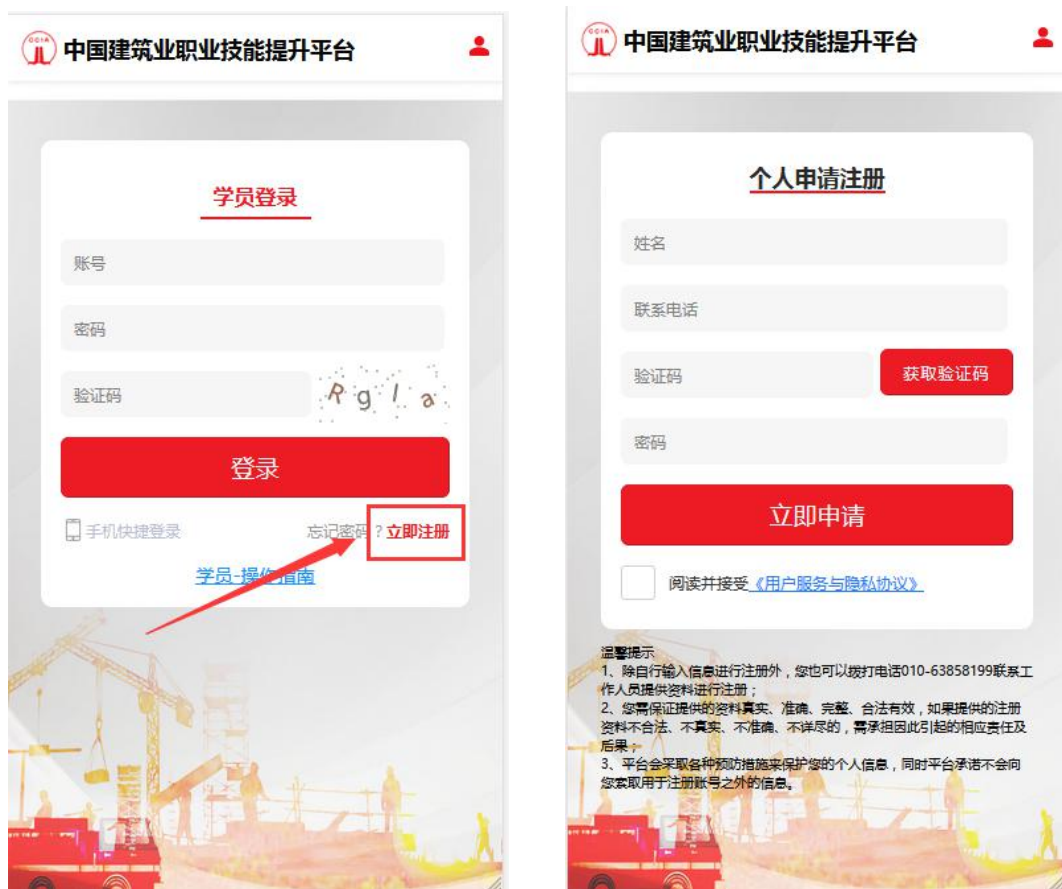 CCIA
中国建筑业职业技能提升平台
学员登录
账号
密码
验证码
Rgla
登录
手机快捷登录
忘记密码？立即注册
学员-操作指南
CCIA
中国建筑业职业技能提升平台
个人申请注册
姓名
联系电话
验证码
获取验证码
密码
立即申请
阅读并接受《用户服务与隐私协议》
温馨提示
1、除自行输入信息进行注册外，您也可以拨打电话010-63858199联系工
作人员提供资料进行注册；
2、您需保证提供的资料真实、准确、完整、合法有效，如果提供的注册
资料不合法、不真实、不准确、不详尽的，需承担因此引起的相应责任及
后果；
3、平台会采取各种预防措施来保护您的个人信息，同时平台承诺不会向
您索取用于注册账号之外的信息。